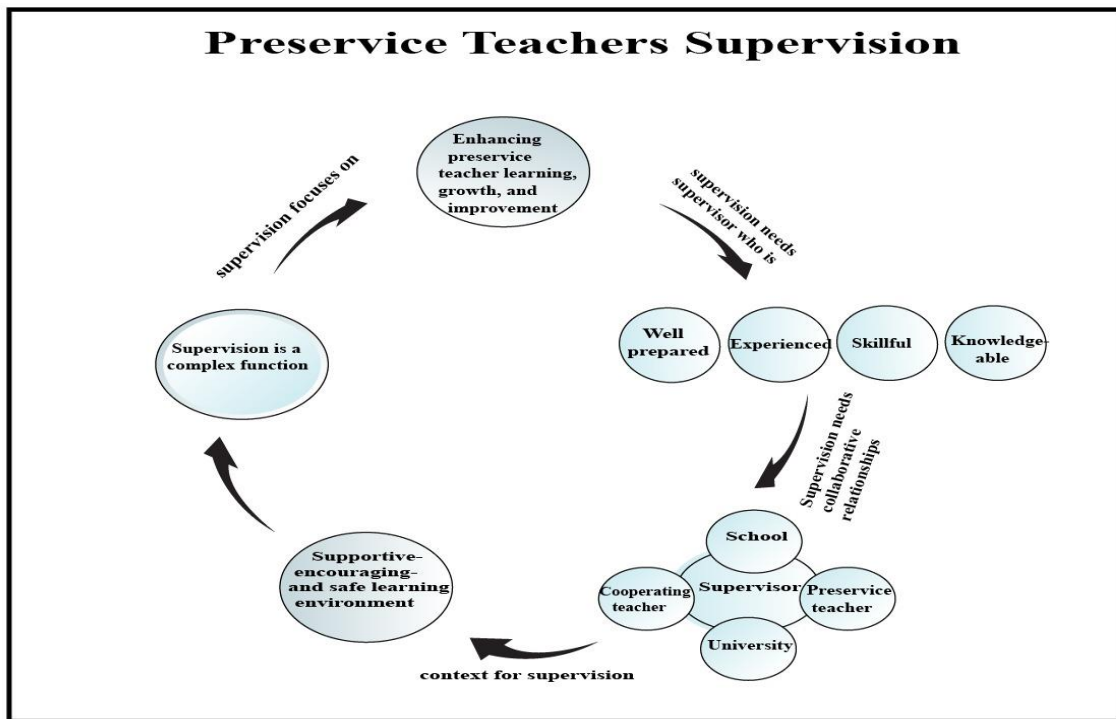 Preservice Teachers Supervision
Enhancing
preservice
teacher learning,
growth, and
improvement
supervision focuses on
supervision needs
supervisor who is
Supervision is a
complex function
Well
prepared
Experienced
Skillful
Knowledge-
able
Supervision needs
collaborative
relationships
School
Supervisor
Cooperating
teacher
Preservice
teacher
University
Supportive-
encouraging-
and safe learning
environment
context for supervision